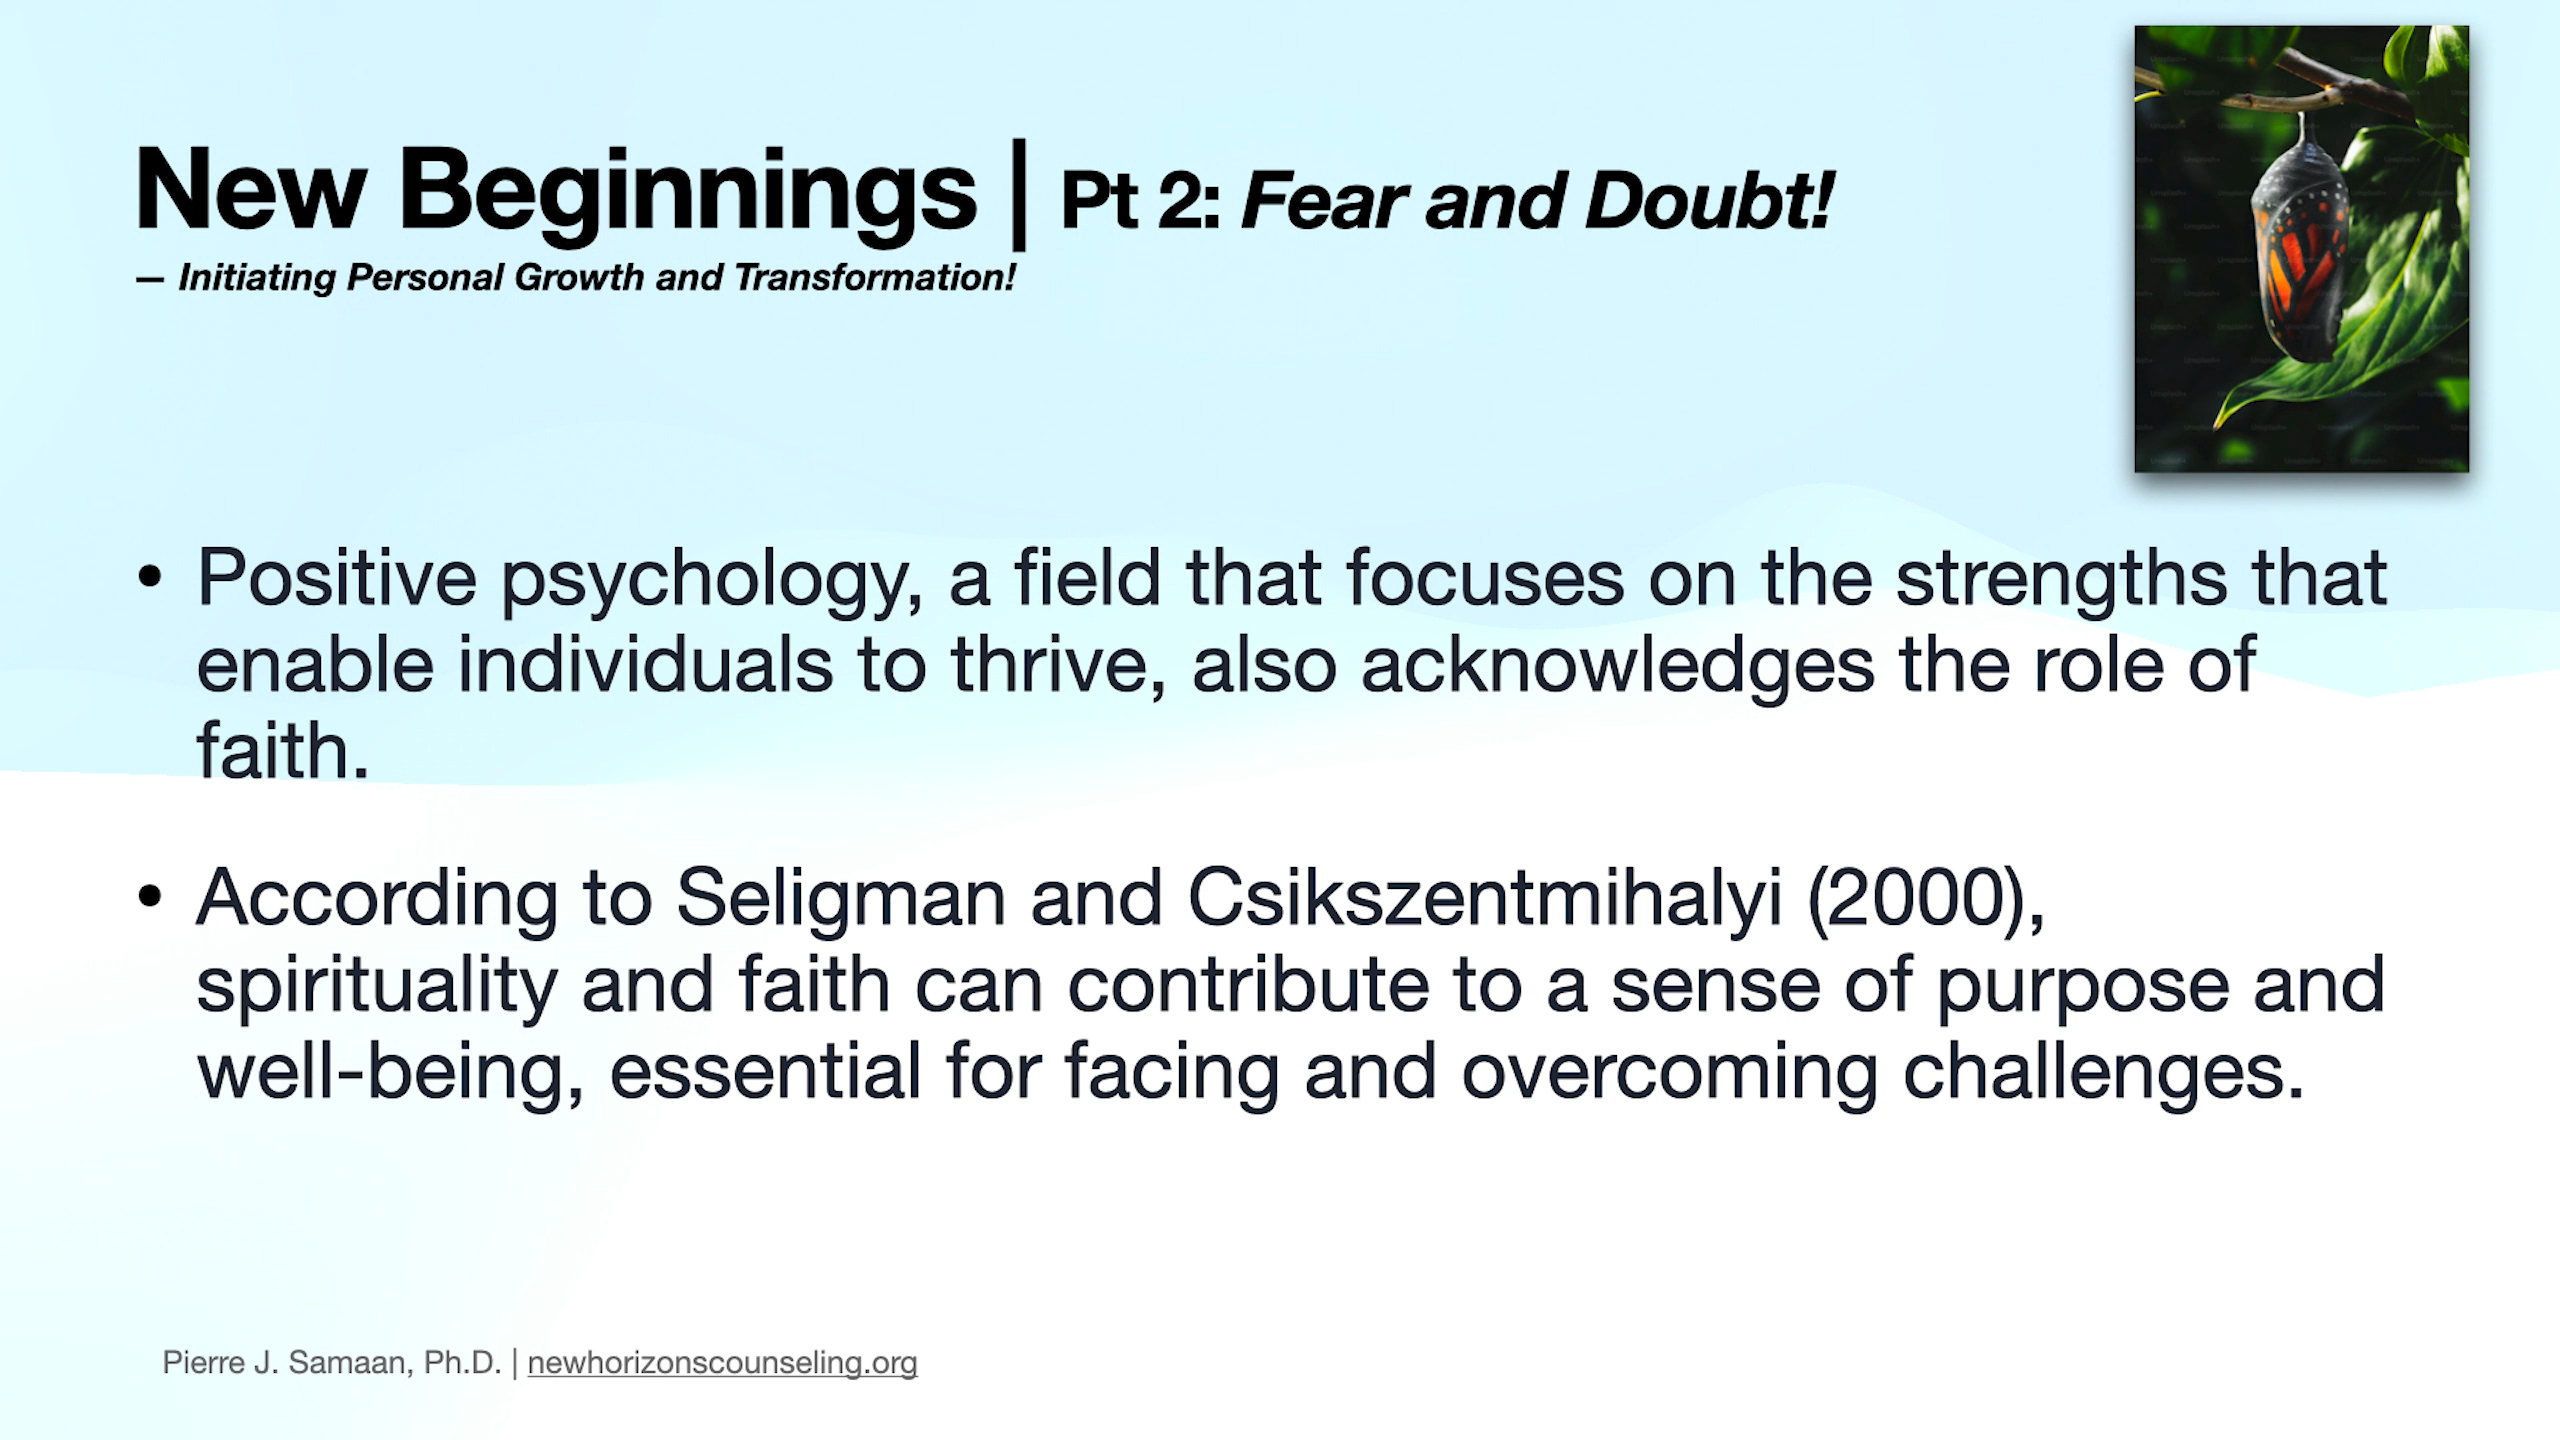 New Beginnings | Pt 2: Fear and Doubt!
– Initiating Personal Growth and Transformation!
• Positive psychology, a field that focuses on the strengths that
enable individuals to thrive, also acknowledges the role of
faith.
• According to Seligman and Csikszentmihalyi (2000),
spirituality and faith can contribute to a sense of purpose and
well-being, essential for facing and overcoming challenges.
Pierre J. Samaan, Ph.D. | newhorizonscounseling.org